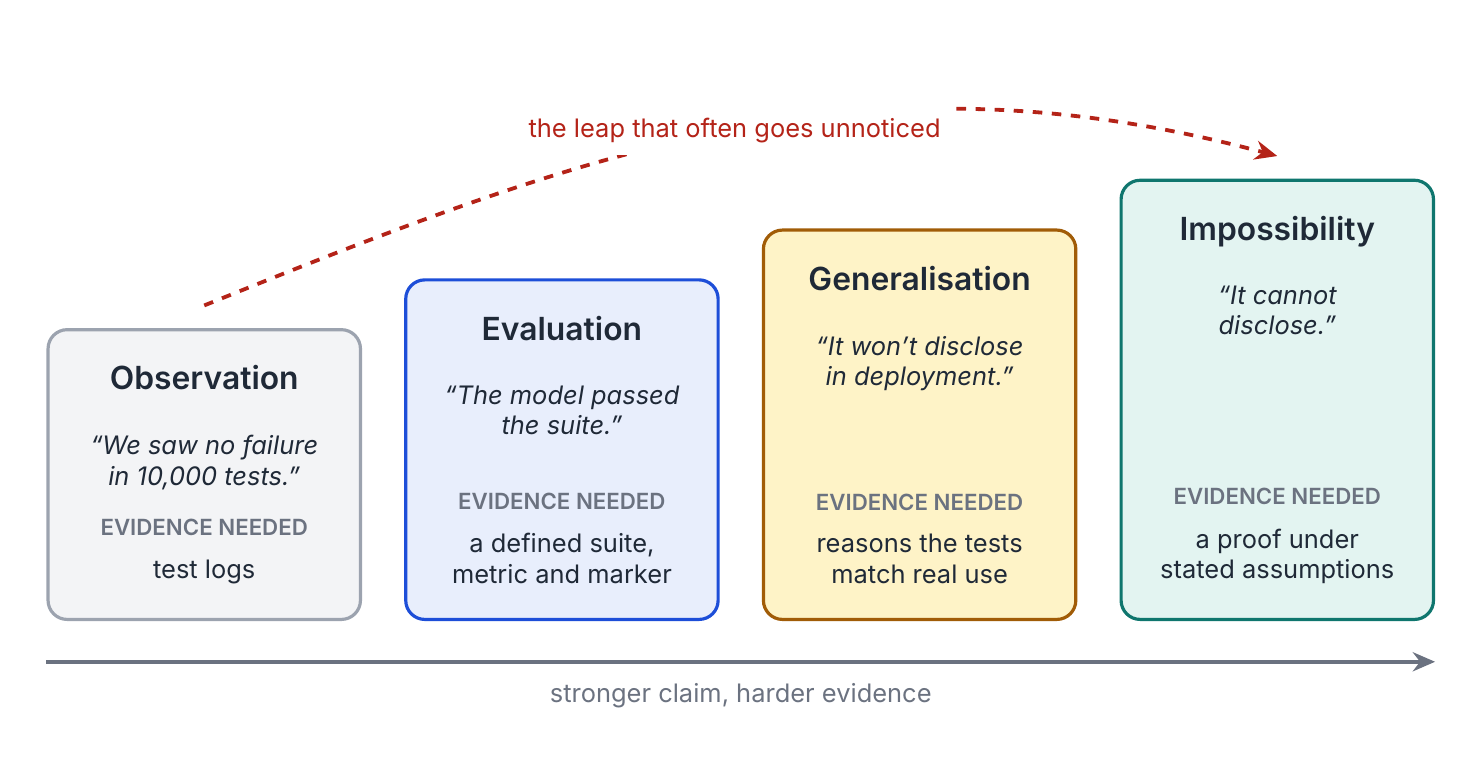 the leap that often goes unnoticed
Observation
“We saw no failure
in 10,000 tests.”
EVIDENCE NEEDED
test logs
Evaluation
“The model passed
the suite.”
EVIDENCE NEEDED
a defined suite,
metric and marker
Generalisation
“It won’t disclose
in deployment.”
EVIDENCE NEEDED
reasons the tests
match real use
Impossibility
“It cannot
disclose.”
EVIDENCE NEEDED
a proof under
stated assumptions
stronger claim, harder evidence